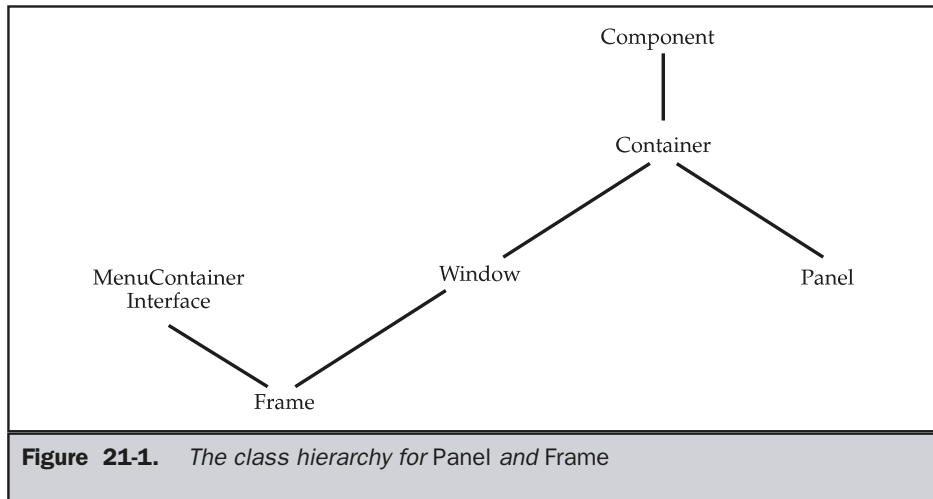 Component
Container
MenuContainer
Interface
Window
Panel
Frame
Figure 21-1. The class hierarchy for Panel and Frame